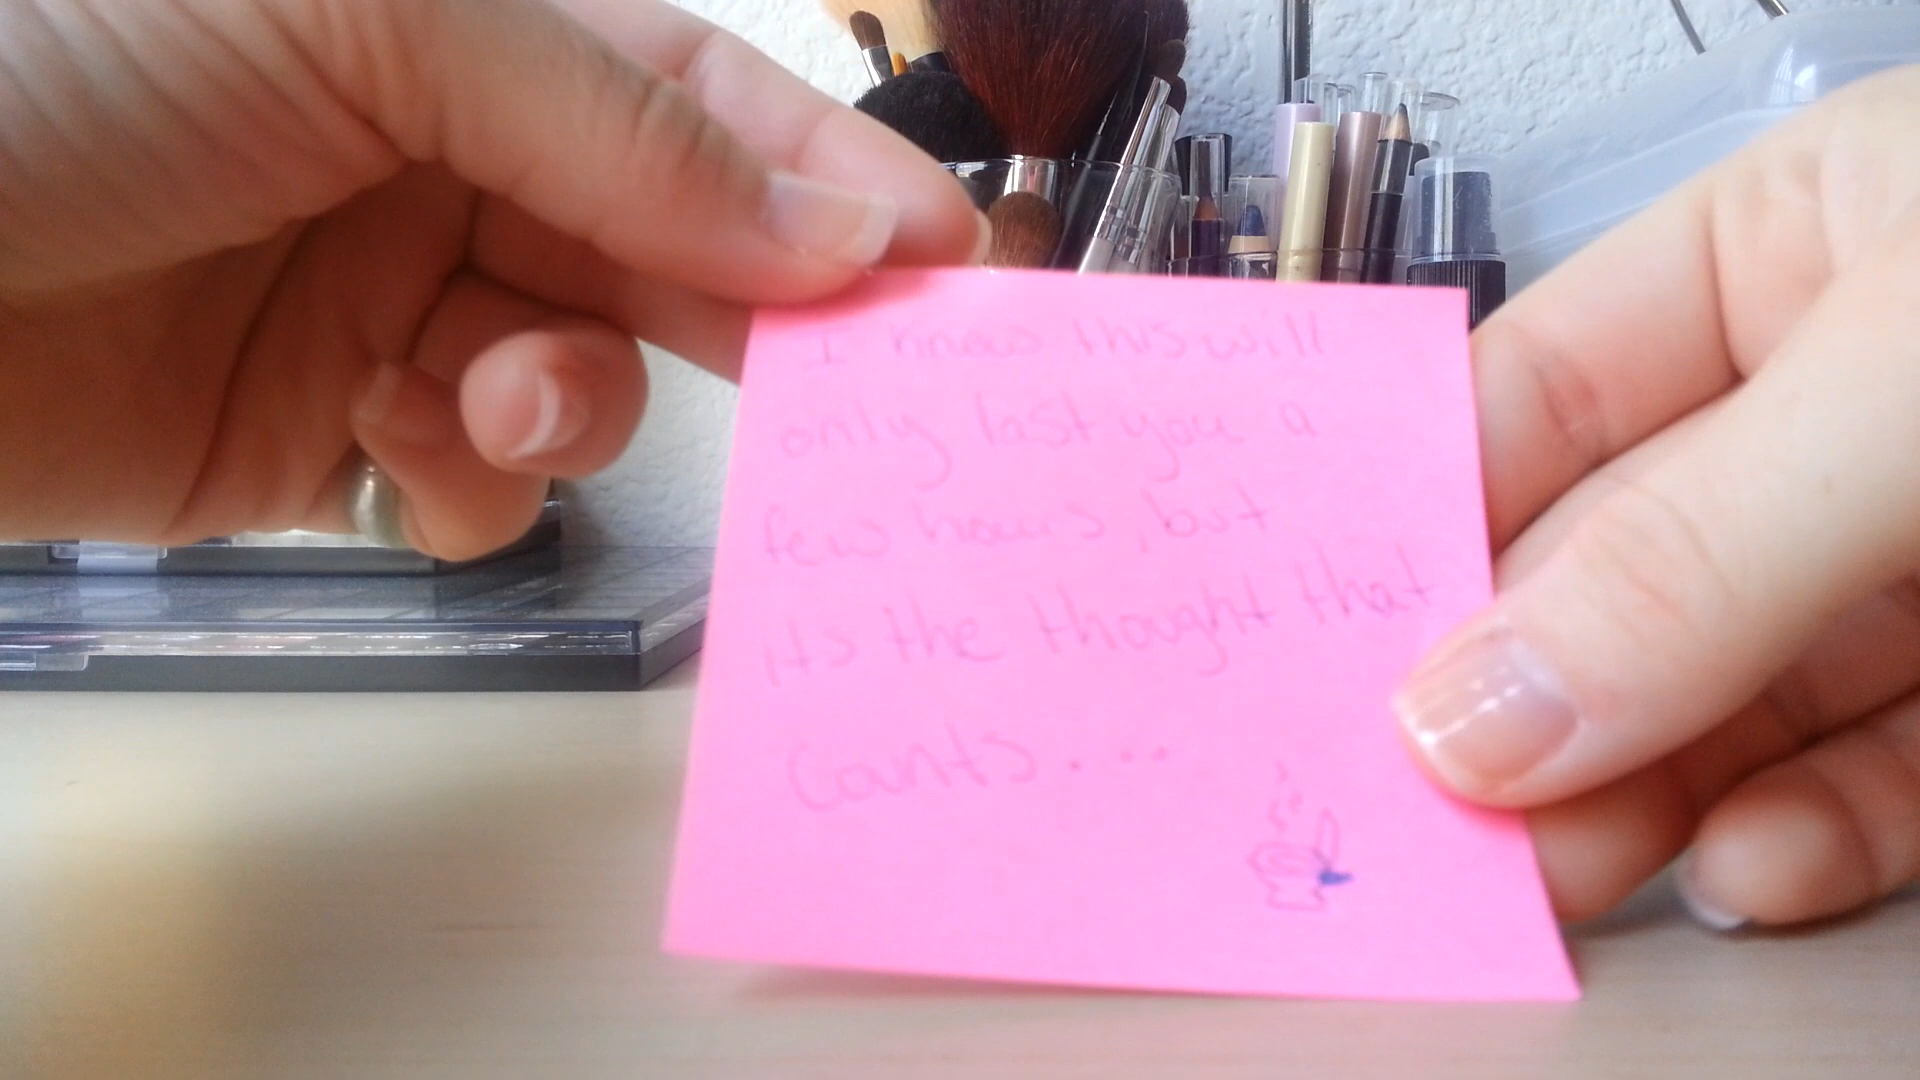 I know this will
only last you a
few hours, but
its the thought that
counts....